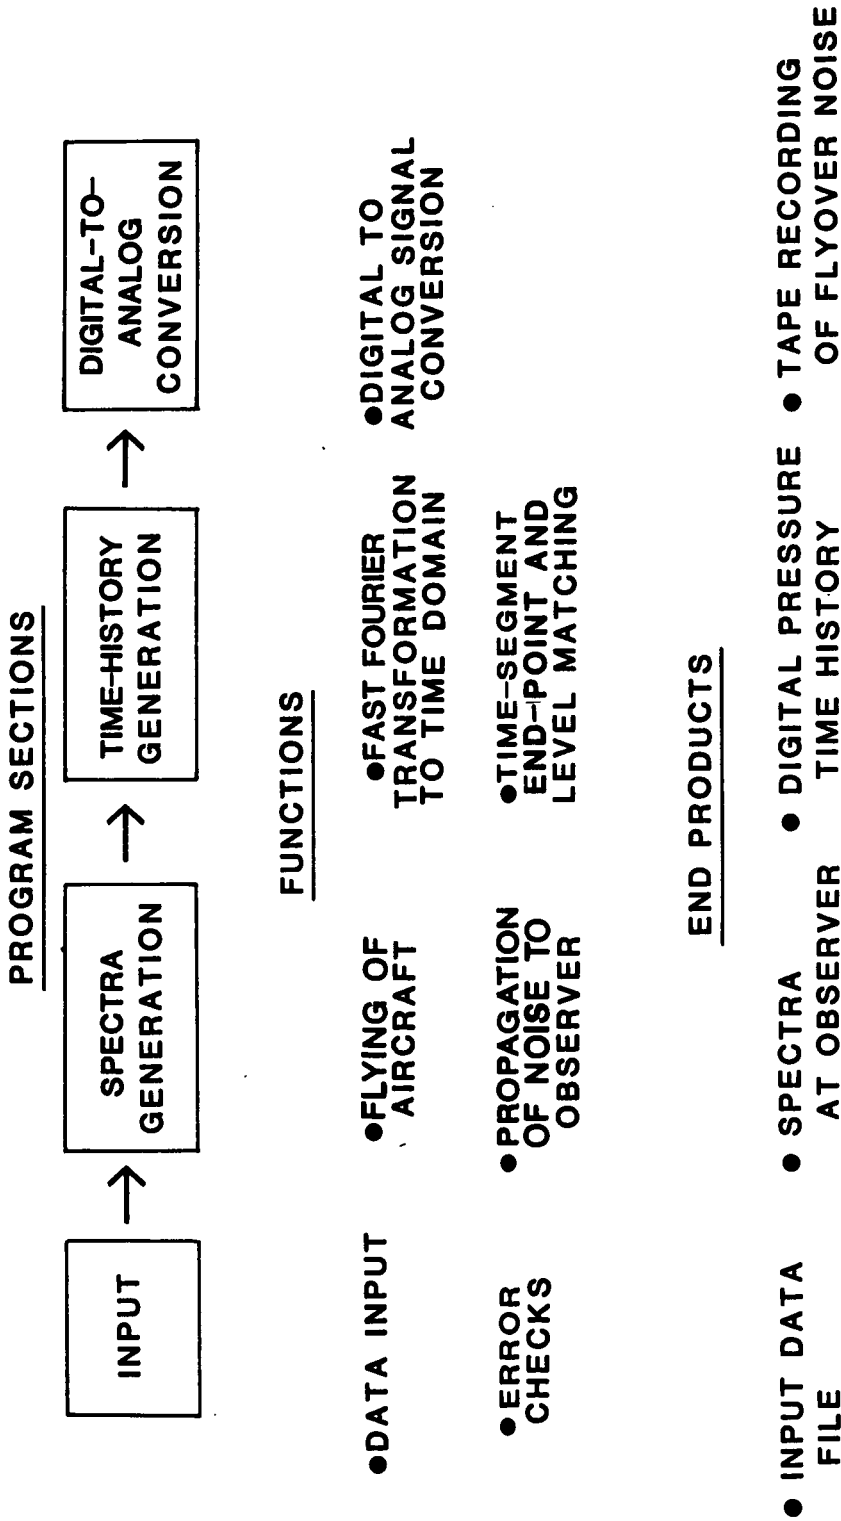 PROGRAM SECTIONS
INPUT
SPECTRA
GENERATION
TIME-HISTORY
GENERATION
DIGITAL-TO-
ANALOG
CONVERSION
FUNCTIONS
●DATA INPUT
●ERROR
CHECKS
●FLYING OF
AIRCRAFT
●PROPAGATION
OF NOISE TO
OBSERVER
●FAST FOURIER
TRANSFORMATION
TO TIME DOMAIN
●TIME-SEGMENT
END-POINT AND
LEVEL MATCHING
●DIGITAL TO
ANALOG SIGNAL
CONVERSION
END PRODUCTS
● INPUT DATA
FILE
● SPECTRA
AT OBSERVER
● DIGITAL PRESSURE
TIME HISTORY
● TAPE RECORDING
OF FLYOVER NOISE